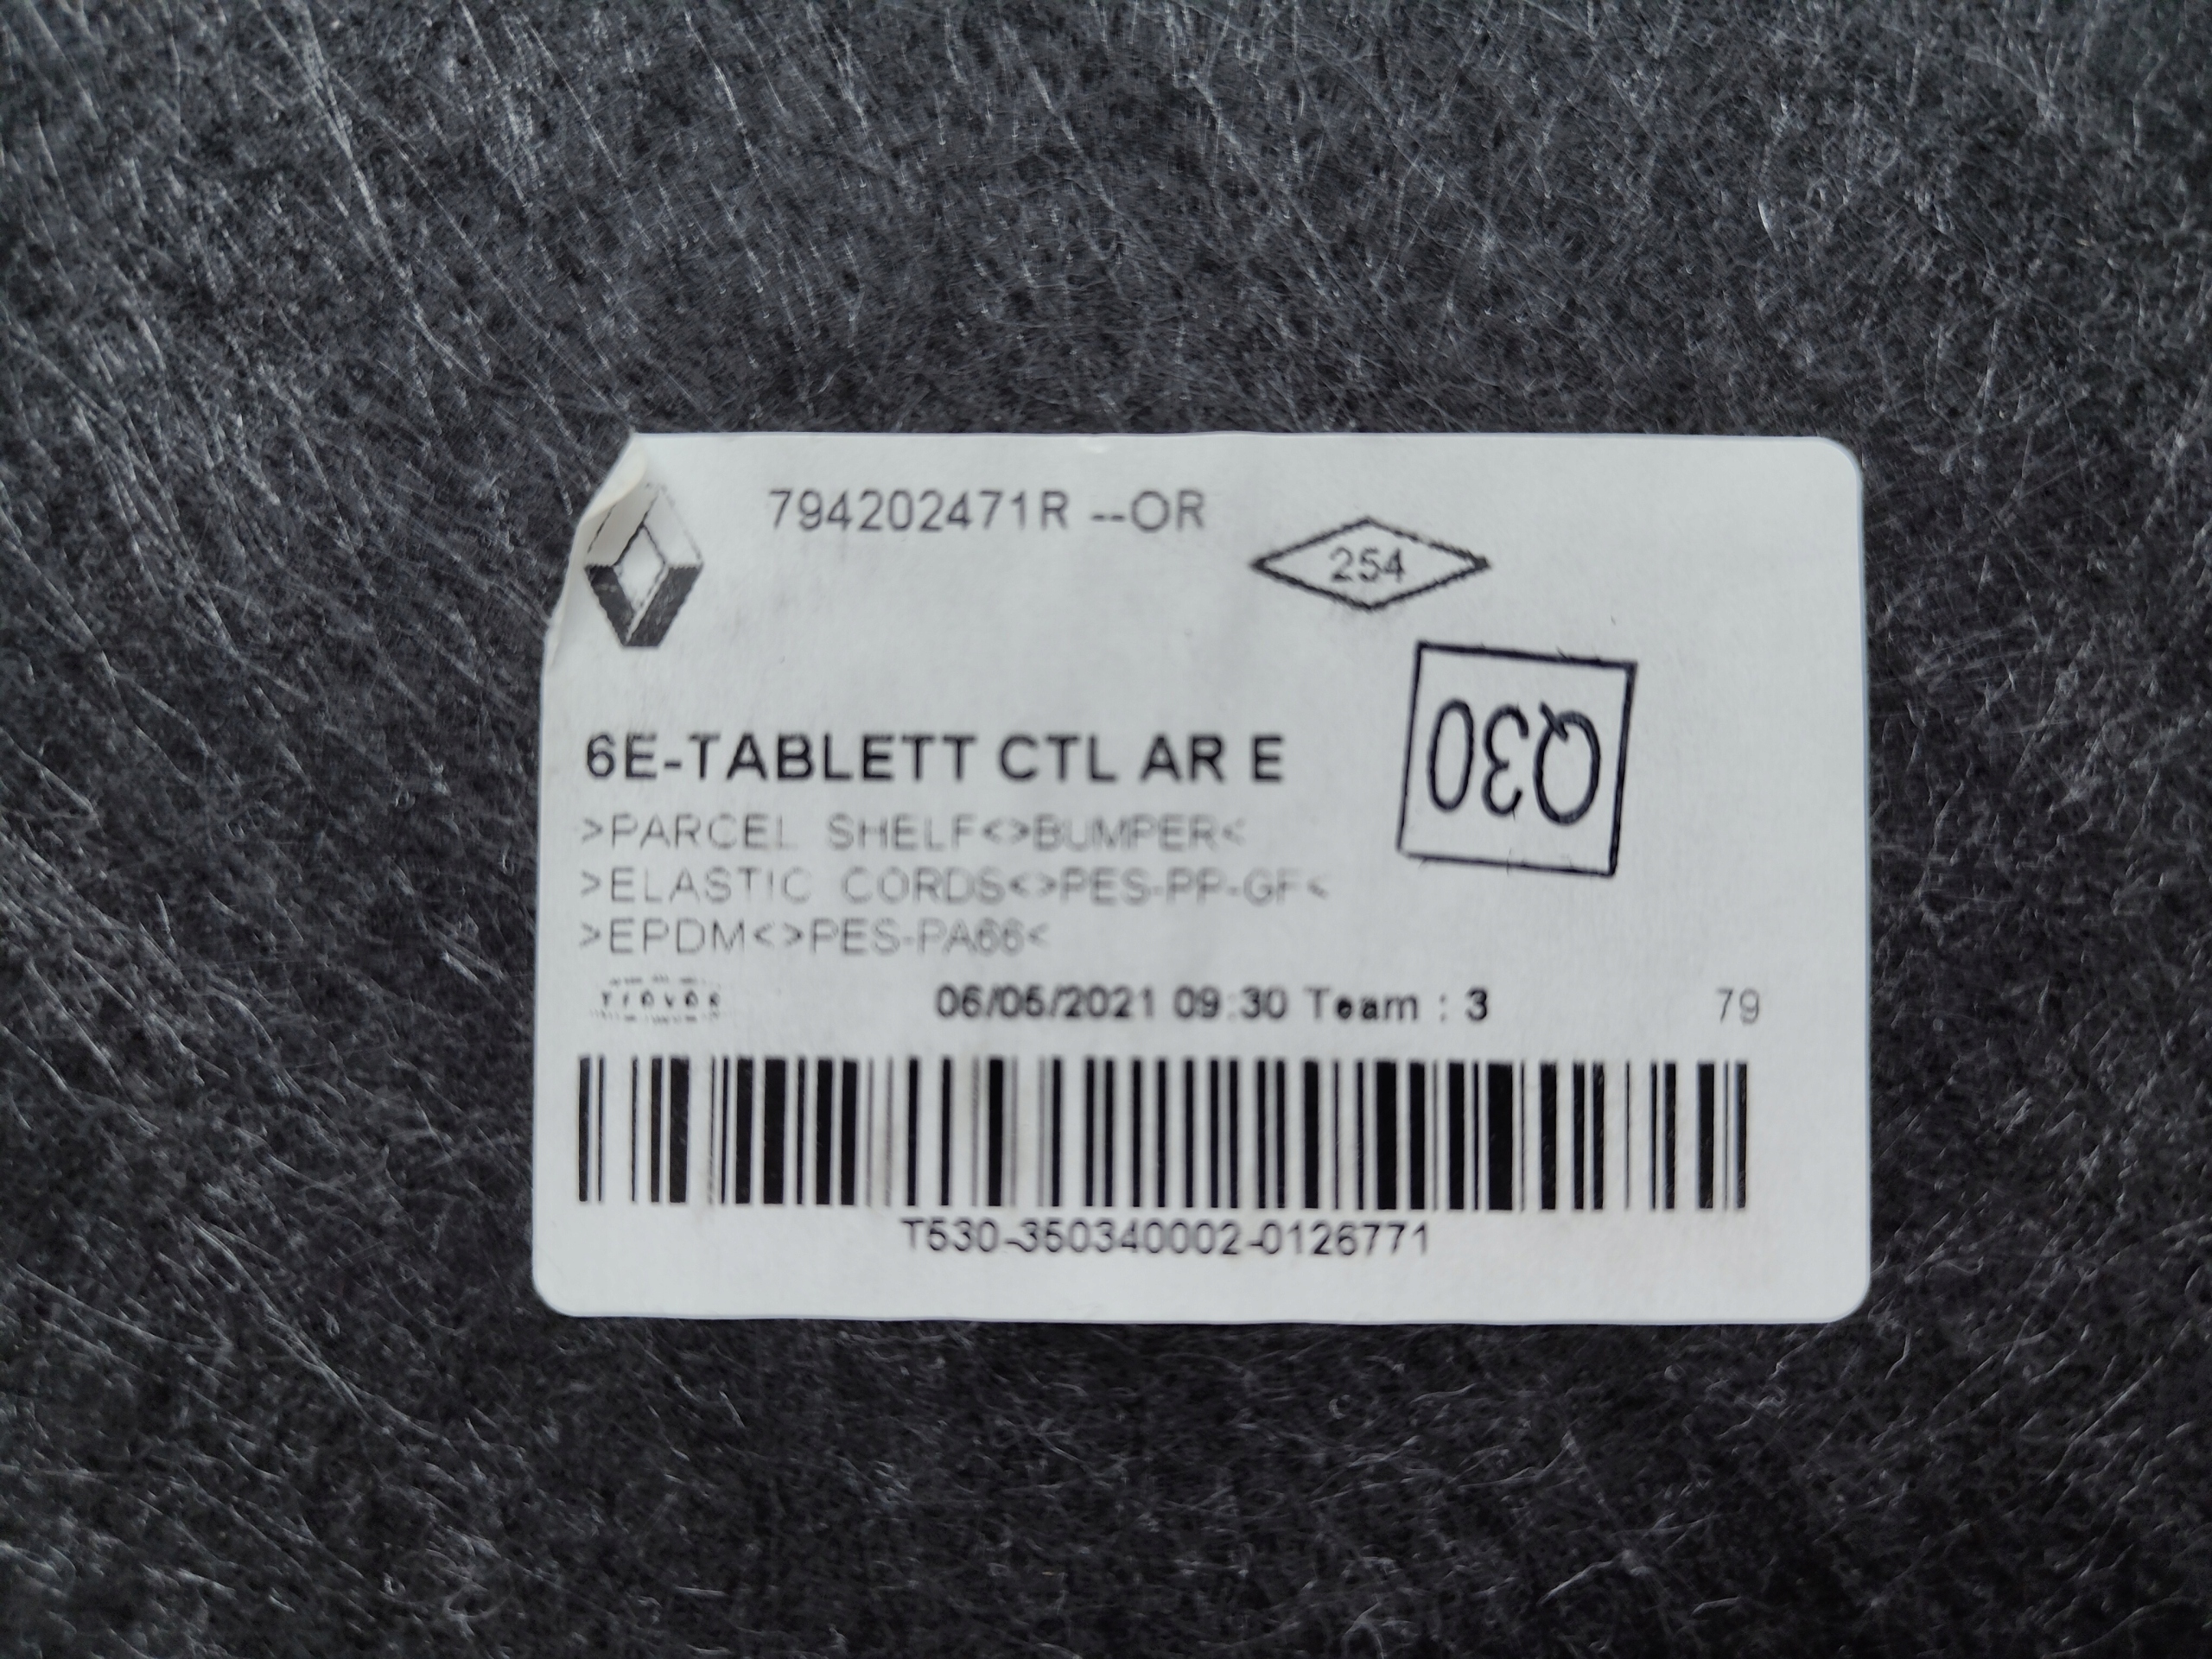 794202471R --OR
254
Q30
6E-TABLETT CTL AR E
>PARCEL SHELF<>BUMPER<
>ELASTIC CORDS<>PES-PP-GF<
>EPDM<>PES-PA66<
06/05/2021 09:30 Team : 3 79
T530-350340002-0126771